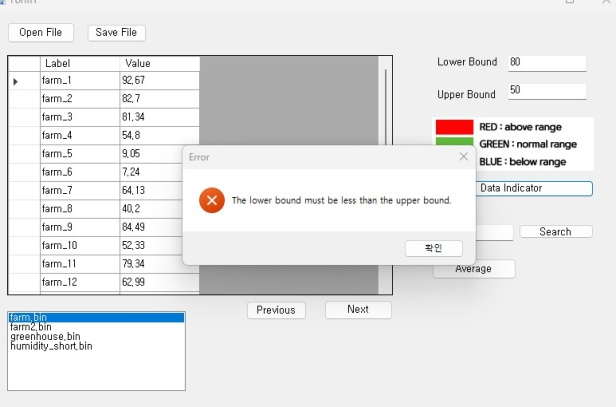 Form1
Open File Save File
Label Value
farm_1 92,67
farm_2 82,7
farm_3 81,34
farm_4 54,8
farm_5 9,05
farm_6 7,24
farm_7 64,13
farm_8 40,2
farm_9 84,49
farm_10 52,33
farm_11 79,34
farm_12 62,99
Lower Bound 80
Upper Bound 50
RED : above range
GREEN : normal range
BLUE : below range
Data Indicator
Search
Average
Error
The lower bound must be less than the upper bound.
확인
Previous Next
farm,bin
farm2,bin
greenhouse,bin
humidity_short,bin